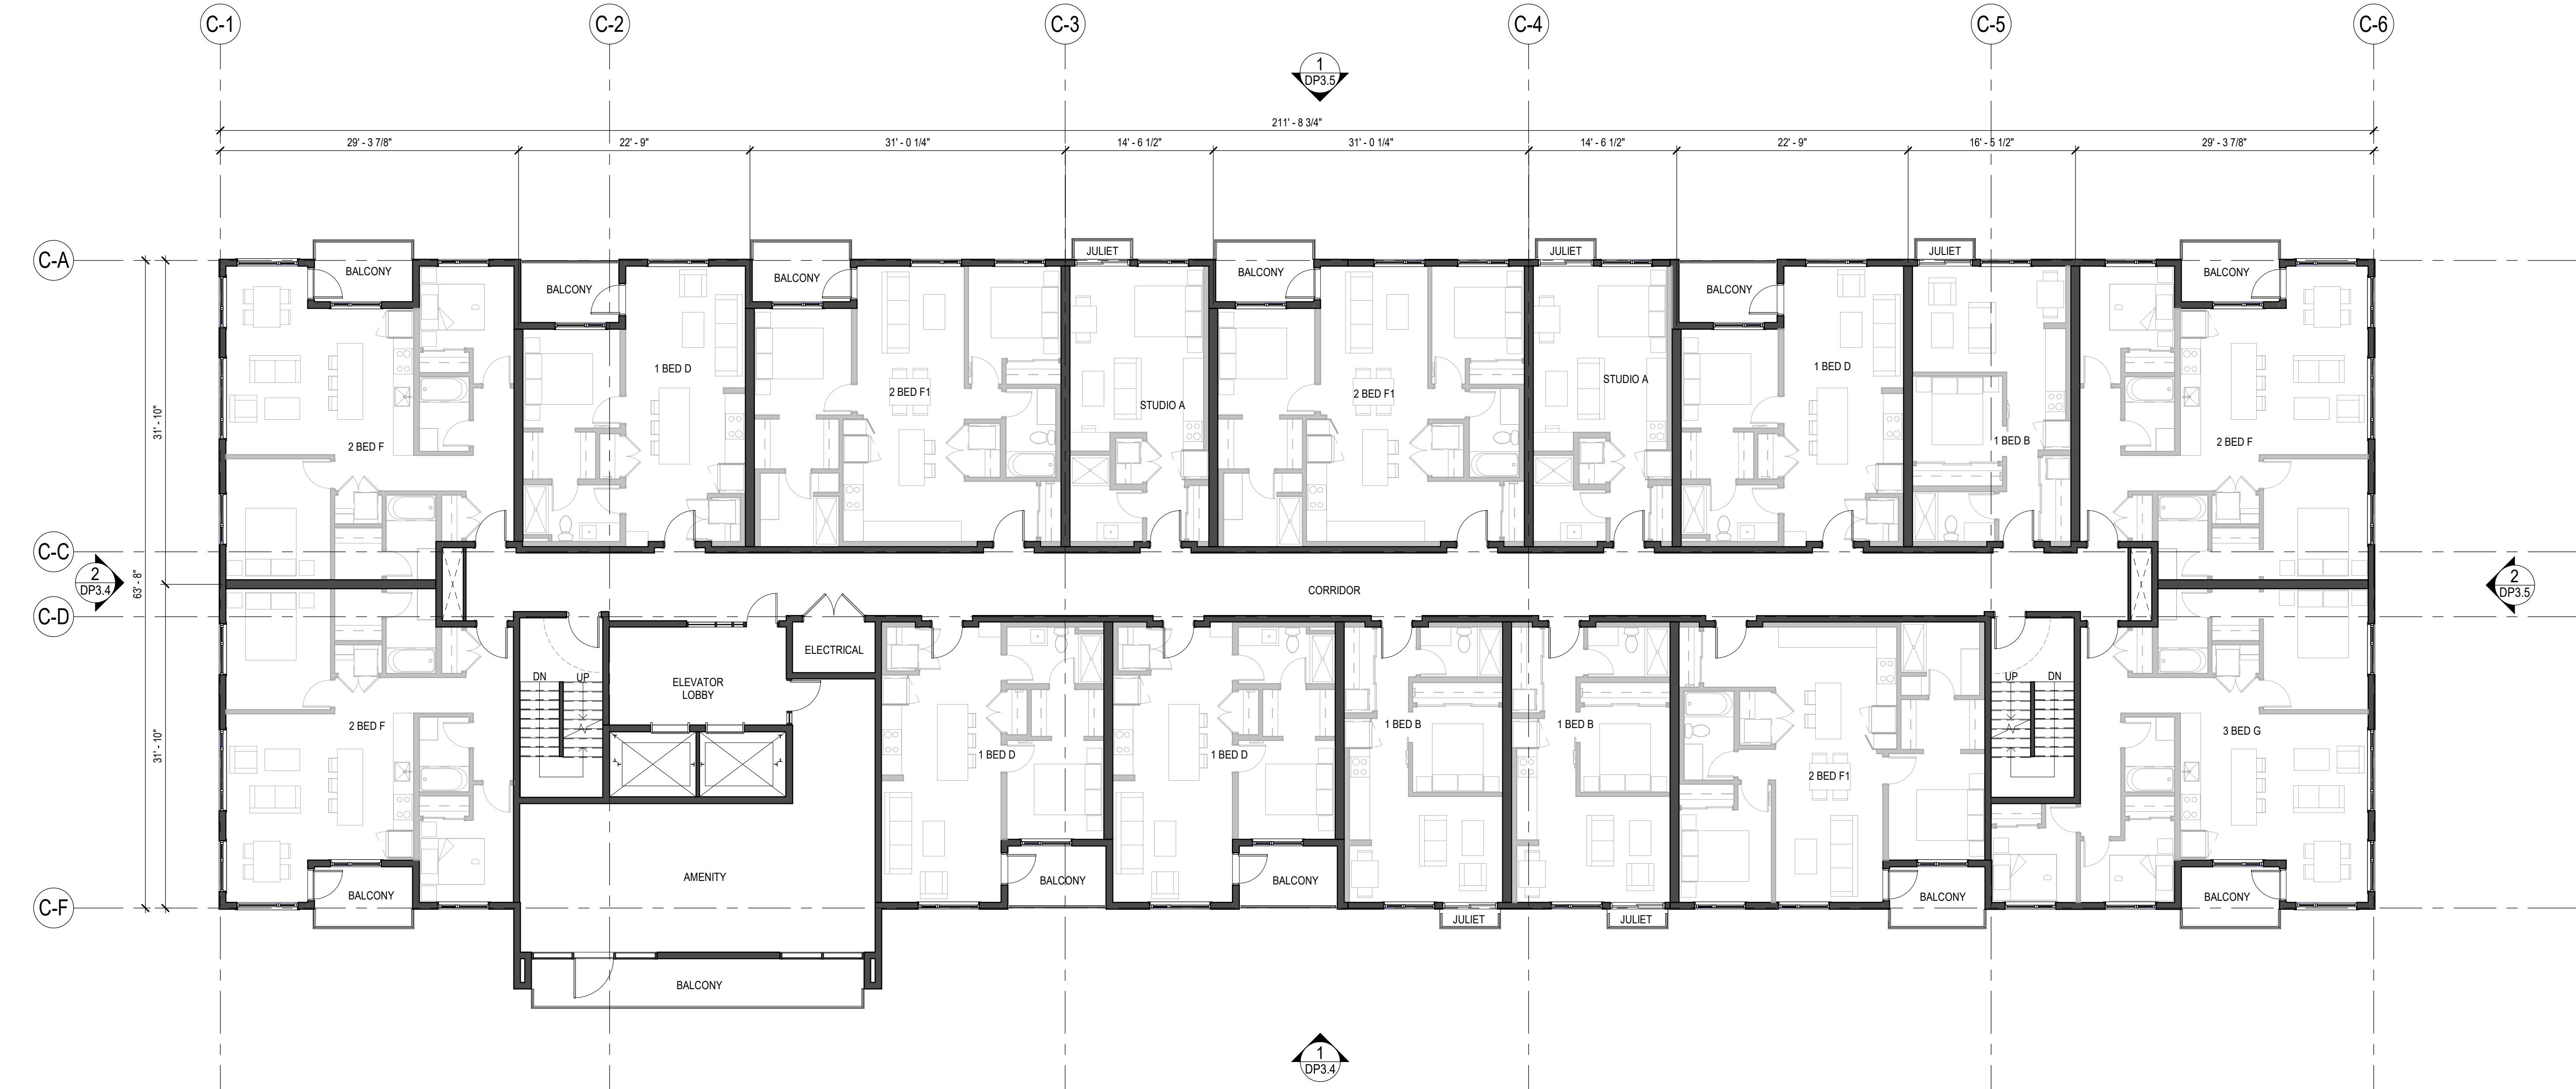 C-1
C-2
C-3
C-4
C-5
C-6
1
DP3.5
211' - 8 3/4"
29' - 3 7/8"
22' - 9"
31' - 0 1/4"
14' - 6 1/2"
31' - 0 1/4"
14' - 6 1/2"
22' - 9"
16' - 5 1/2"
29' - 3 7/8"
C-A
JULIET
JULIET
JULIET
BALCONY
BALCONY
BALCONY
BALCONY
BALCONY
BALCONY
1 BED D
2 BED F1
STUDIO A
2 BED F1
STUDIO A
1 BED D
1 BED B
2 BED F
2 BED F
31' - 10"
C-C
2
DP3.4
63' - 8"
CORRIDOR
2
DP3.5
C-D
ELECTRICAL
DN
UP
ELEVATOR
LOBBY
UP
DN
2 BED F
1 BED D
1 BED D
1 BED B
1 BED B
2 BED F1
3 BED G
31' - 10"
AMENITY
BALCONY
BALCONY
BALCONY
BALCONY
BALCONY
C-F
JULIET
JULIET
BALCONY
1
DP3.4